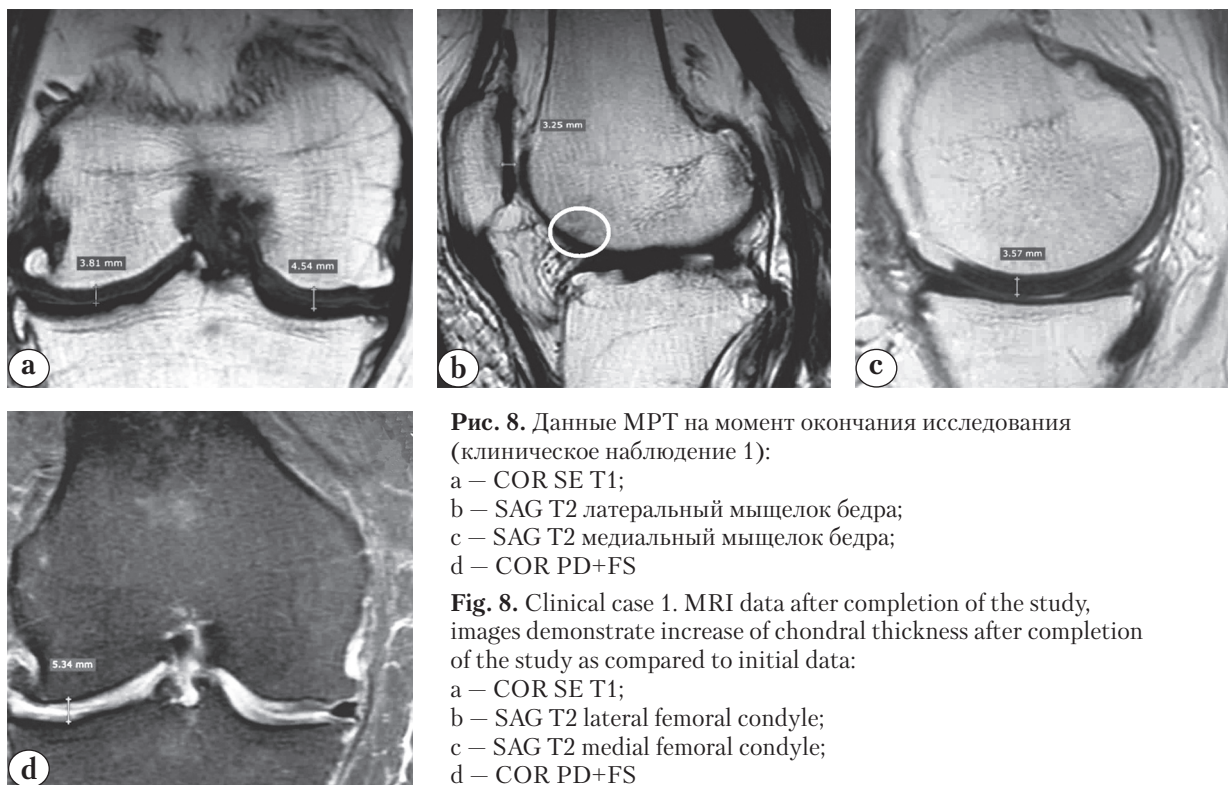 3.81 mm
4.54 mm
a
3.25 mm
b
3.57 mm
c
5.34 mm
d
Рис. 8. Данные МРТ на момент окончания исследования
(клиническое наблюдение 1):
a — COR SE T1;
b — SAG T2 латеральный мыщелок бедра;
c — SAG T2 медиальный мыщелок бедра;
d — COR PD+FS
Fig. 8. Clinical case 1. MRI data after completion of the study,
images demonstrate increase of chondral thickness after completion
of the study as compared to initial data:
a — COR SE T1;
b — SAG T2 lateral femoral condyle;
c — SAG T2 medial femoral condyle;
d — COR PD+FS